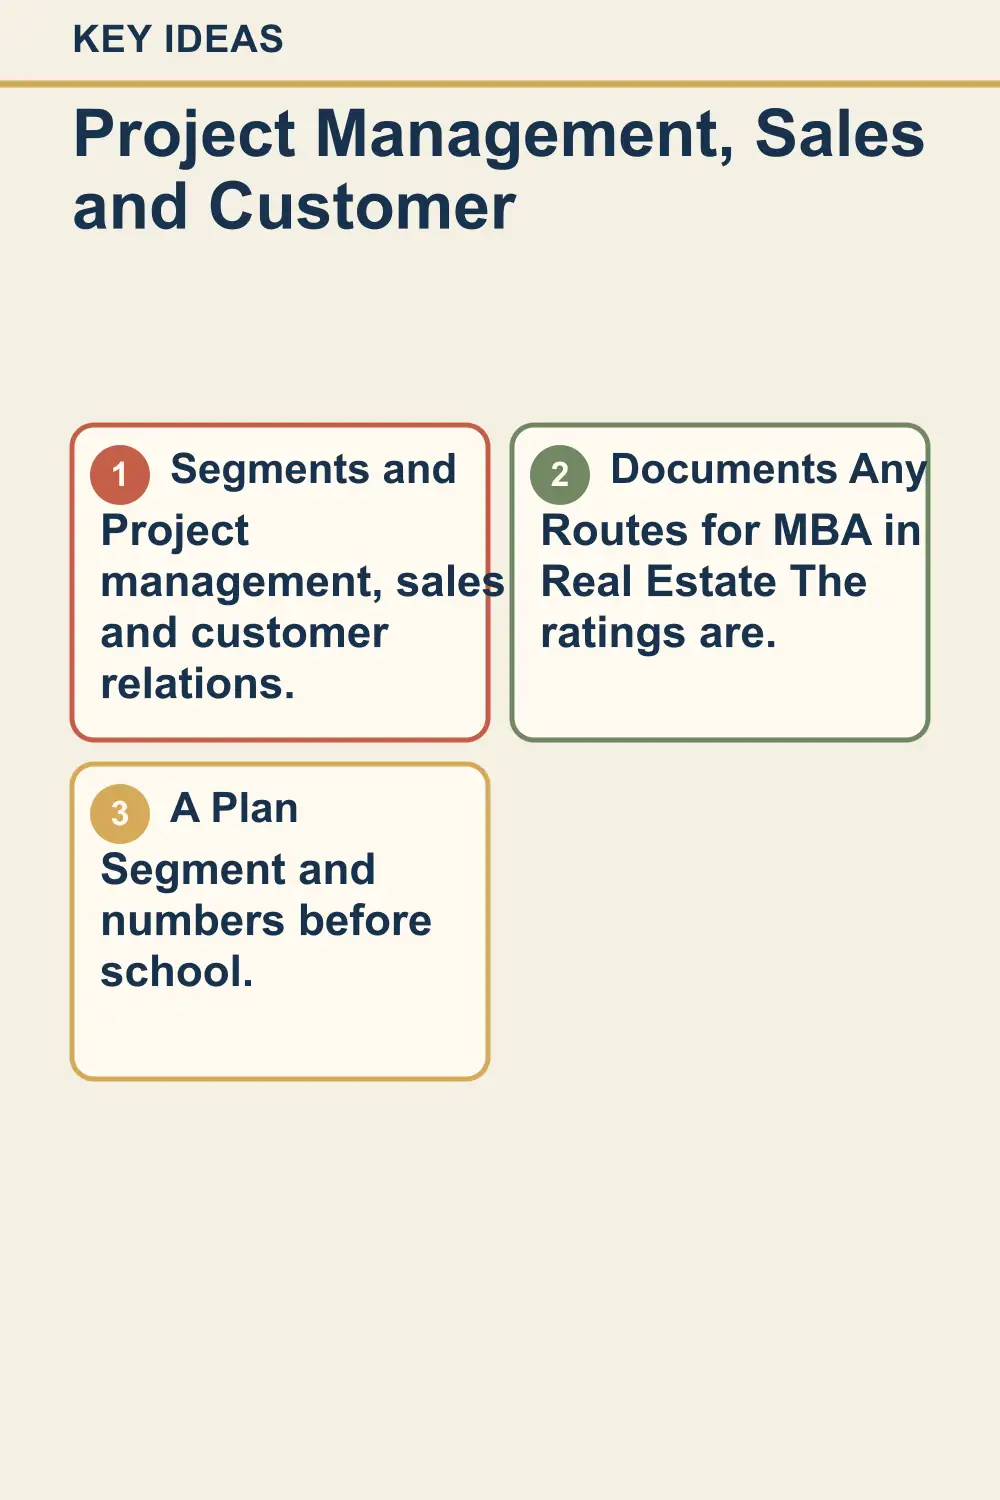 KEY IDEAS
Project Management, Sales
and Customer
1 Segments and
Project
management, sales
and customer
relations.
2 Documents Any
Routes for MBA in
Real Estate The
ratings are.
3 A Plan
Segment and
numbers before
school.